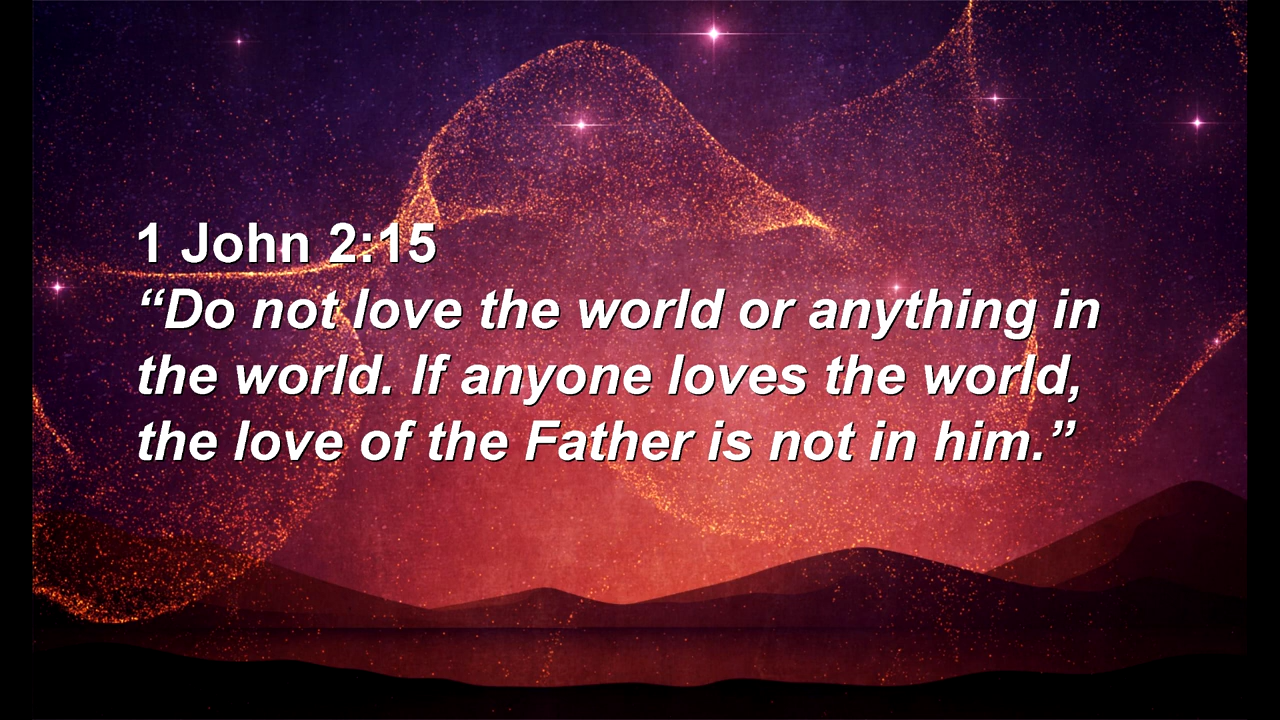 1 John 2:15
“Do not love the world or anything in
the world. If anyone loves the world,
the love of the Father is not in him.”